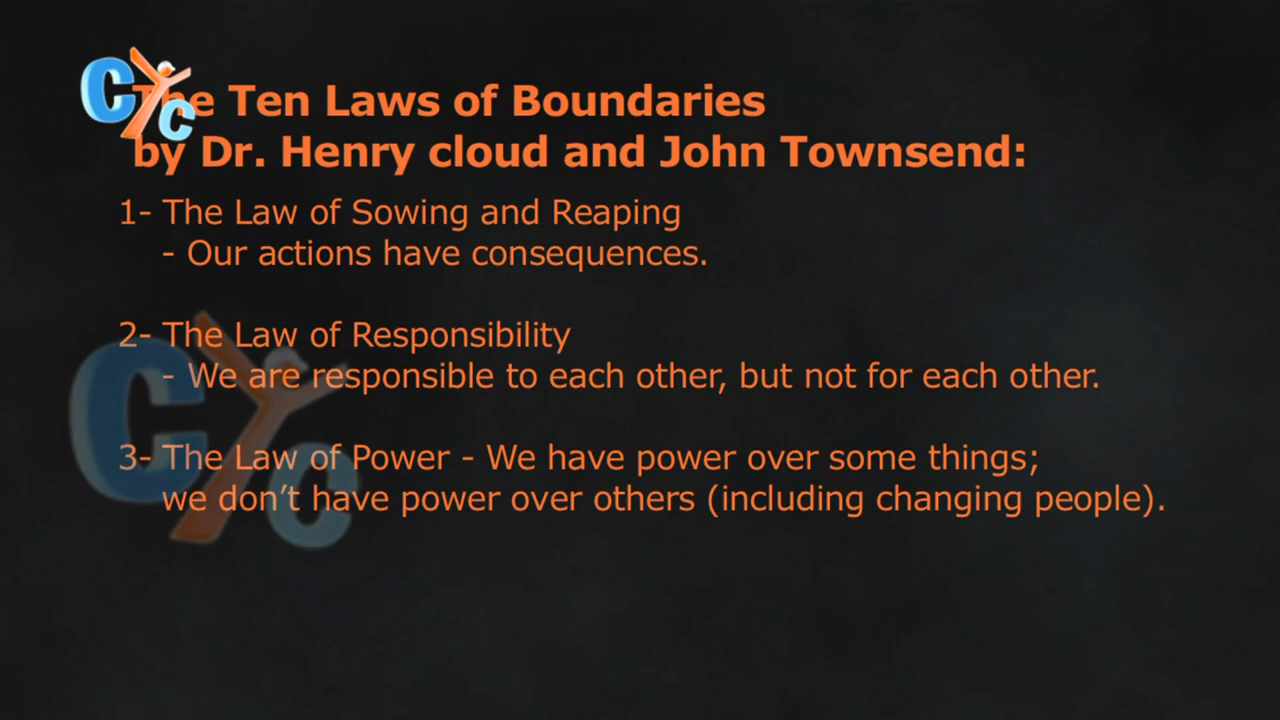 CYC
The Ten Laws of Boundaries
by Dr. Henry cloud and John Townsend:
1- The Law of Sowing and Reaping
- Our actions have consequences.
2- The Law of Responsibility
- We are responsible to each other, but not for each other.
3- The Law of Power - We have power over some things;
we don’t have power over others (including changing people).
CYC